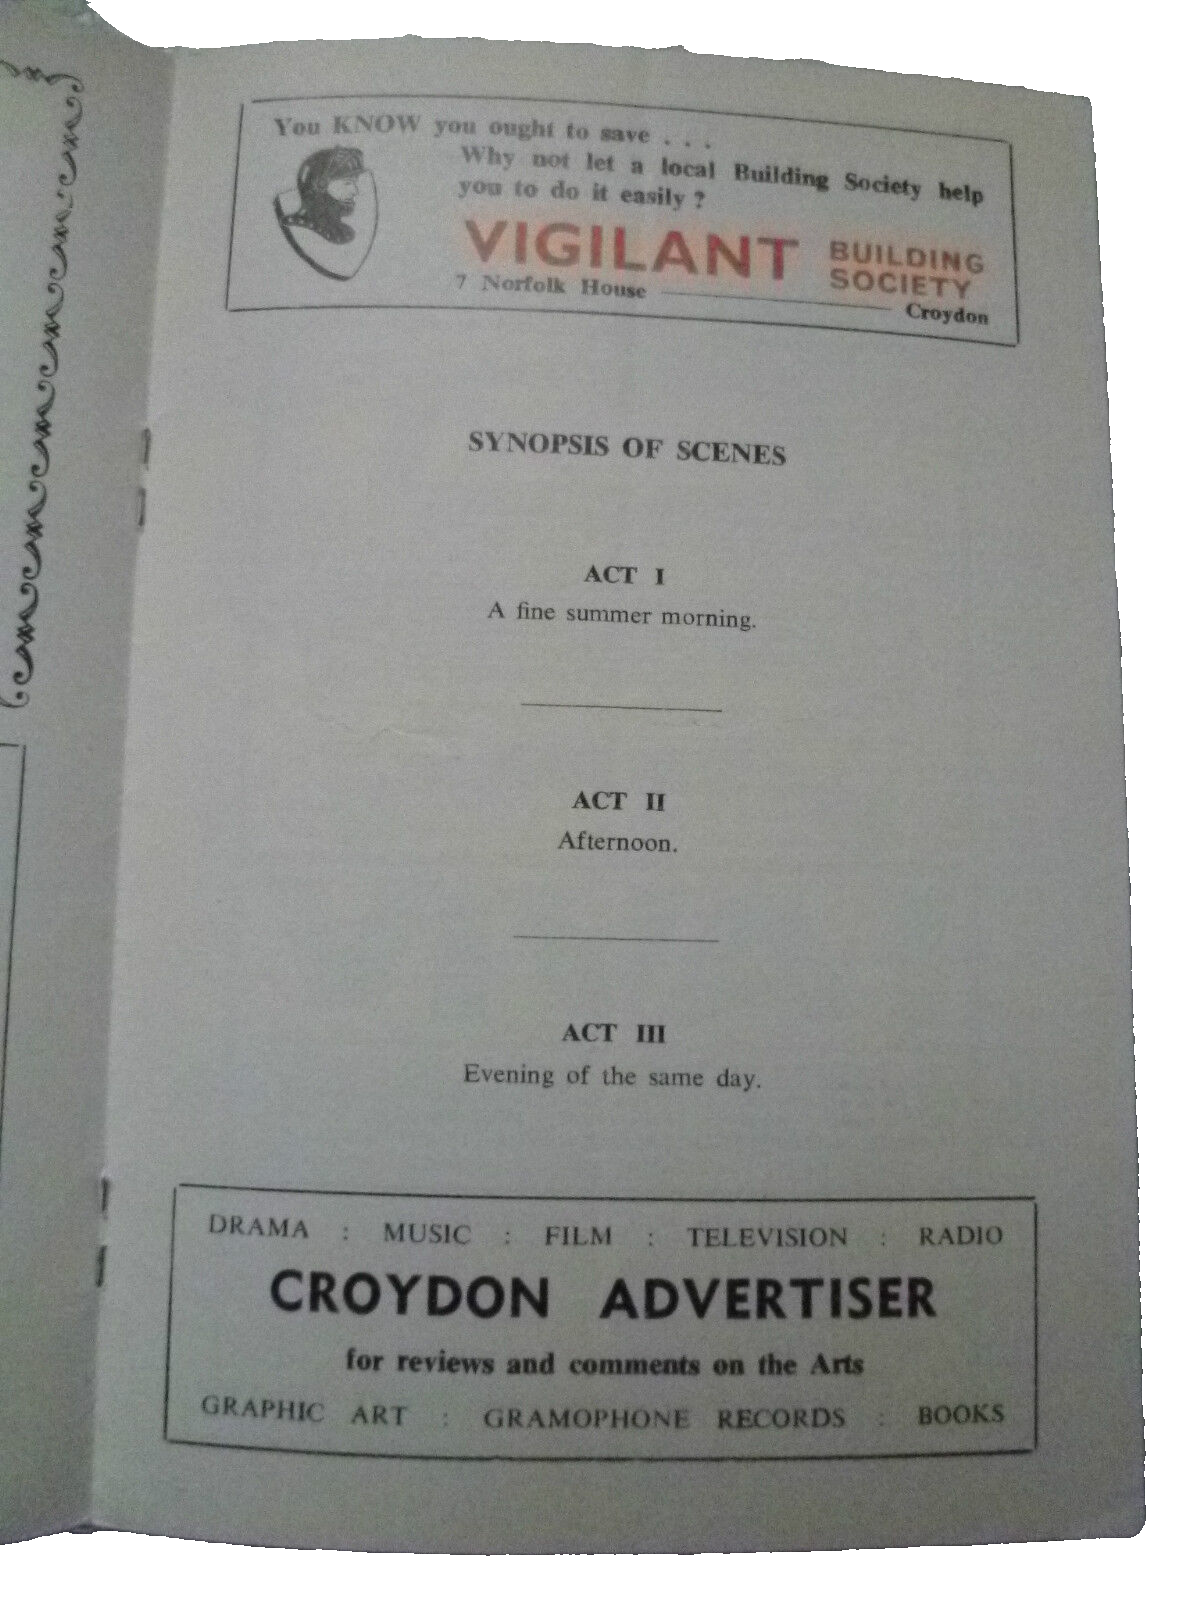 You KNOW you ought to save . . .
Why not let a local Building Society help
you to do it easily ?
VIGILANT BUILDING SOCIETY
7 Norfolk House
Croydon
SYNOPSIS OF SCENES
ACT I
A fine summer morning.
ACT II
Afternoon.
ACT III
Evening of the same day.
DRAMA : MUSIC : FILM : TELEVISION : RADIO
CROYDON ADVERTISER
for reviews and comments on the Arts
GRAPHIC ART : GRAMOPHONE RECORDS : BOOKS